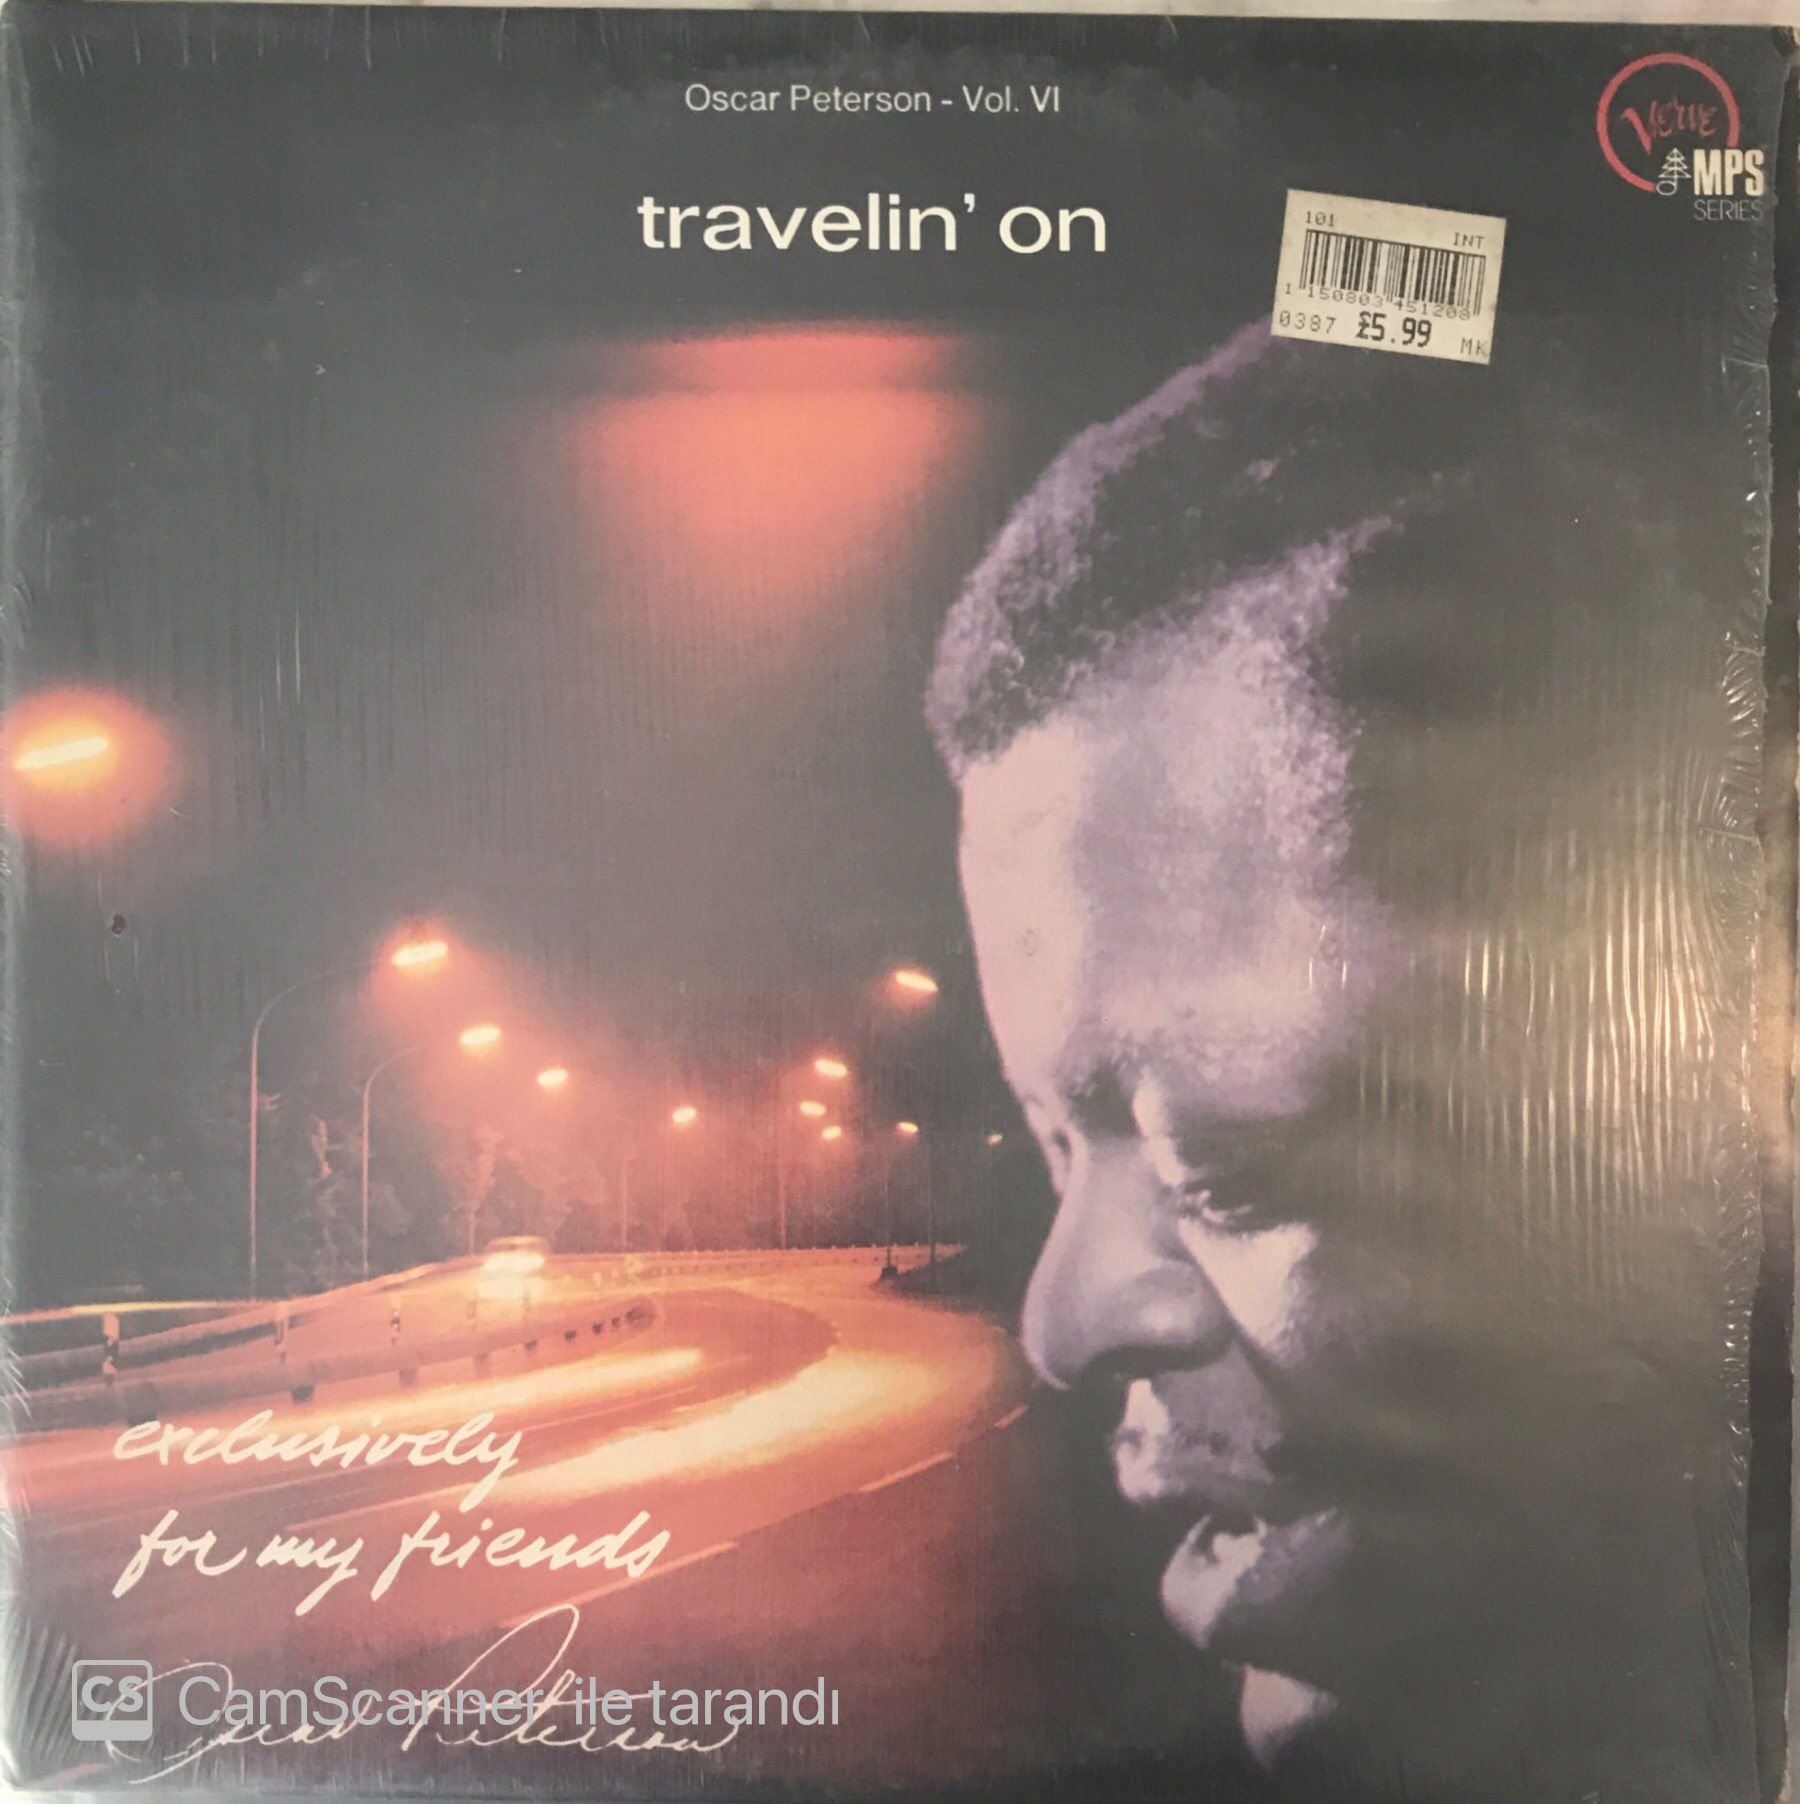 Oscar Peterson - Vol. VI
Verve
MPS
SERIES
travelin' on
101
INT
1 150803 451208
0387 £5.99 MK
exclusively
for my friends
Oscar Peterson
CS CamScanner ile tarandı